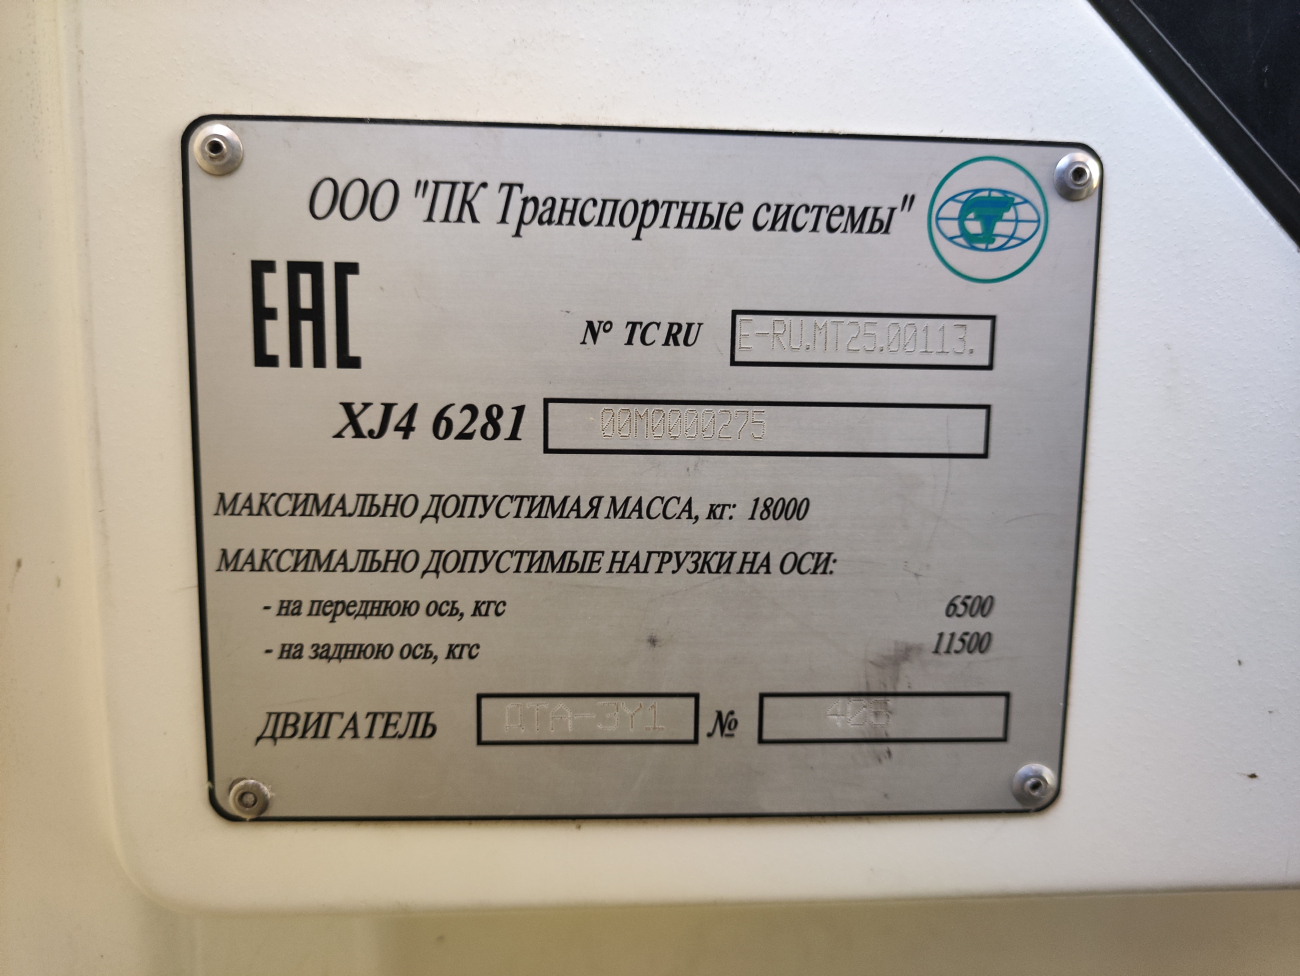 ООО "ПК Транспортные системы"
ЕАС
N° ТС RU E-RU.MT25.00113.
XJ4 6281 00M0000275
МАКСИМАЛЬНО ДОПУСТИМАЯ МАССА, кг: 18000
МАКСИМАЛЬНО ДОПУСТИМЫЕ НАГРУЗКИ НА ОСИ:
- на переднюю ось, кгс 6500
- на заднюю ось, кгс 11500
ДВИГАТЕЛЬ ДТА-3У1 №